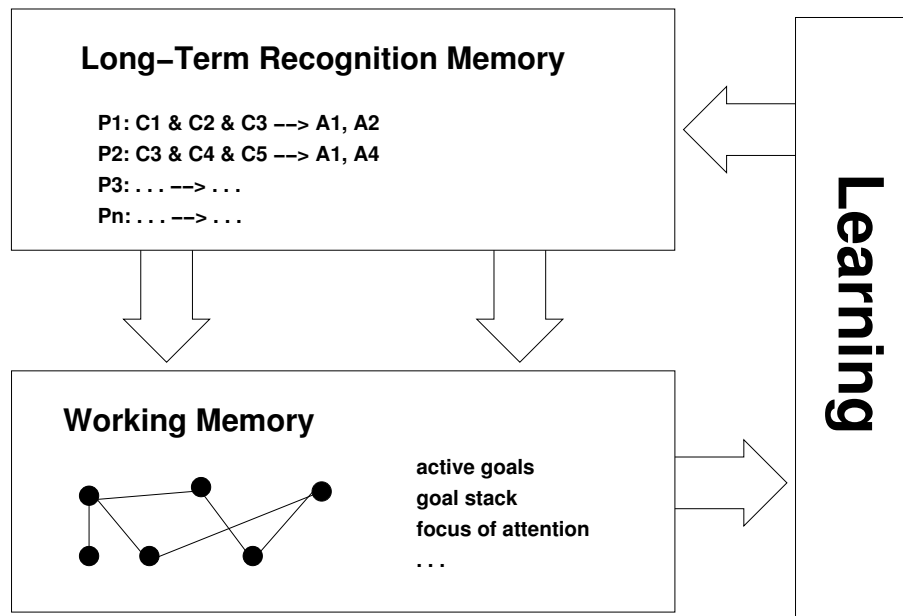 Long–Term Recognition Memory
P1: C1 & C2 & C3 ––> A1, A2
P2: C3 & C4 & C5 ––> A1, A4
P3: . . . ––> . . .
Pn: . . . ––> . . .
Learning
Working Memory
active goals
goal stack
focus of attention
. . .